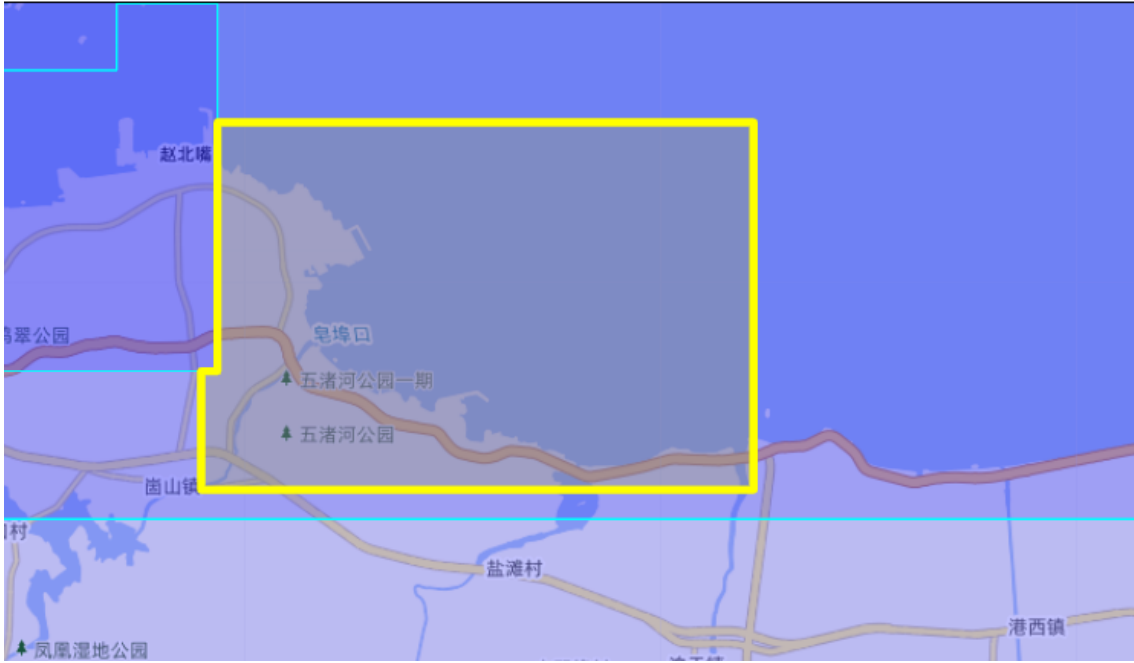 赵北嘴
翠公园
皂埠口
五渚河公园一期
五渚河公园
崮山镇
村
盐滩村
港西镇
凤凰湿地公园